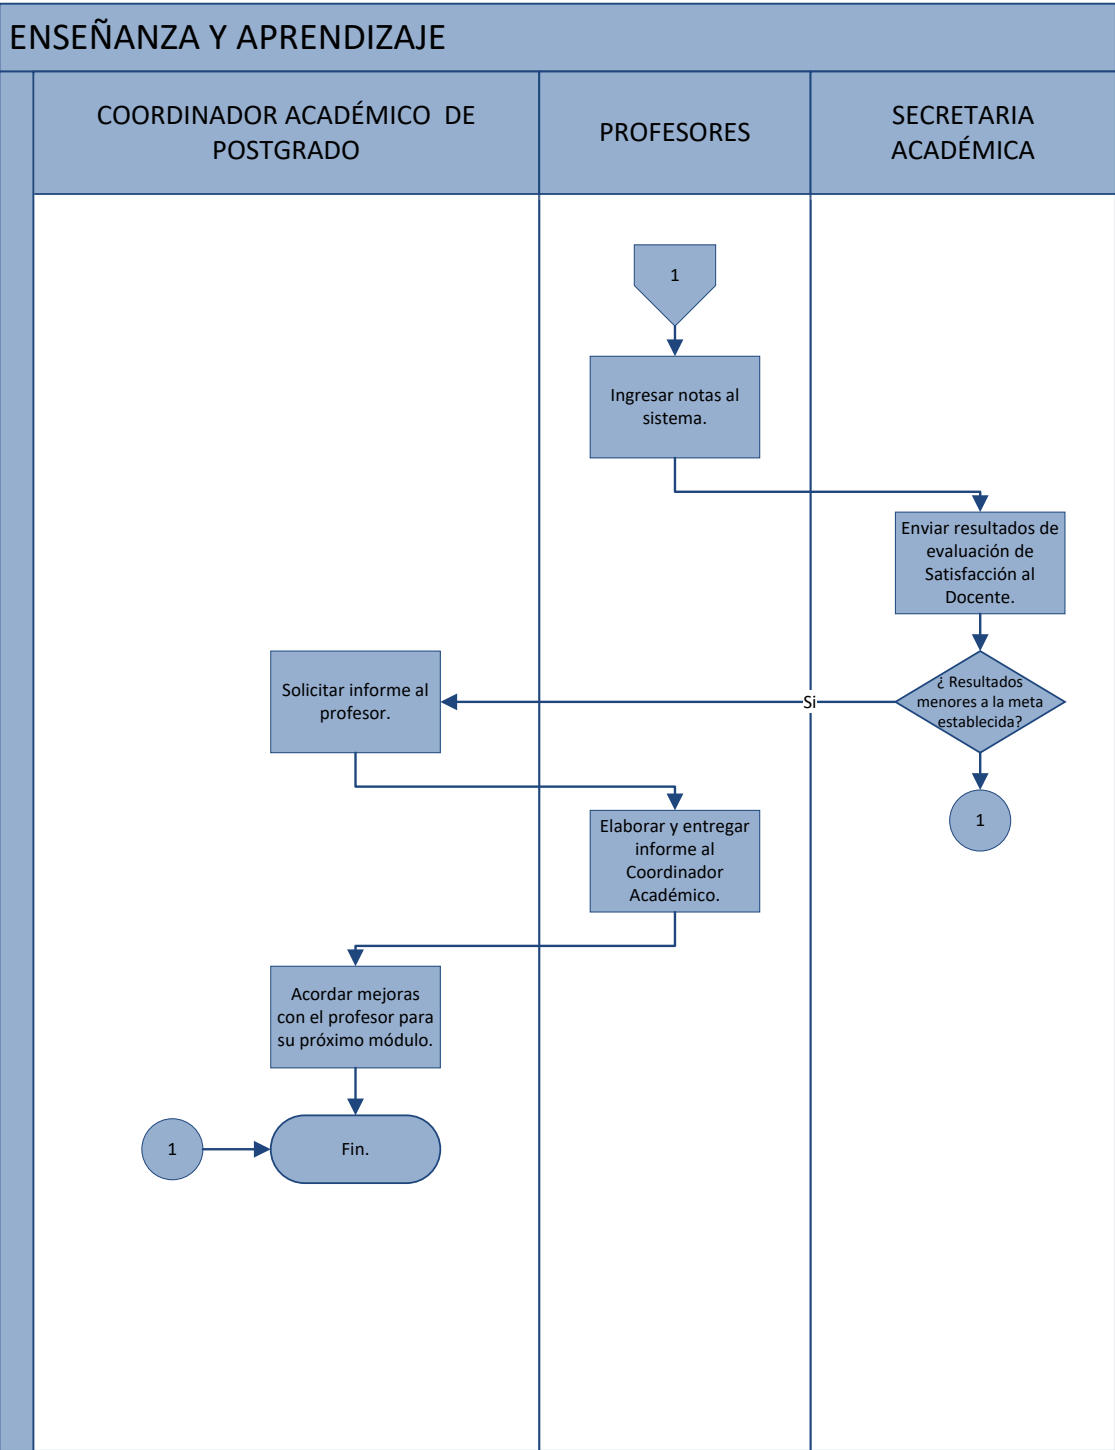 ENSEÑANZA Y APRENDIZAJE
COORDINADOR ACADÉMICO  DE
POSTGRADO
PROFESORES
SECRETARIA
ACADÉMICA
1
Ingresar notas al
sistema.
Enviar resultados de
evaluación de
Satisfacción al
Docente.
¿ Resultados
menores a la meta
establecida?
Si
Solicitar informe al
profesor.
1
Elaborar y entregar
informe al
Coordinador
Académico.
Acordar mejoras
con el profesor para
su próximo módulo.
1
Fin.